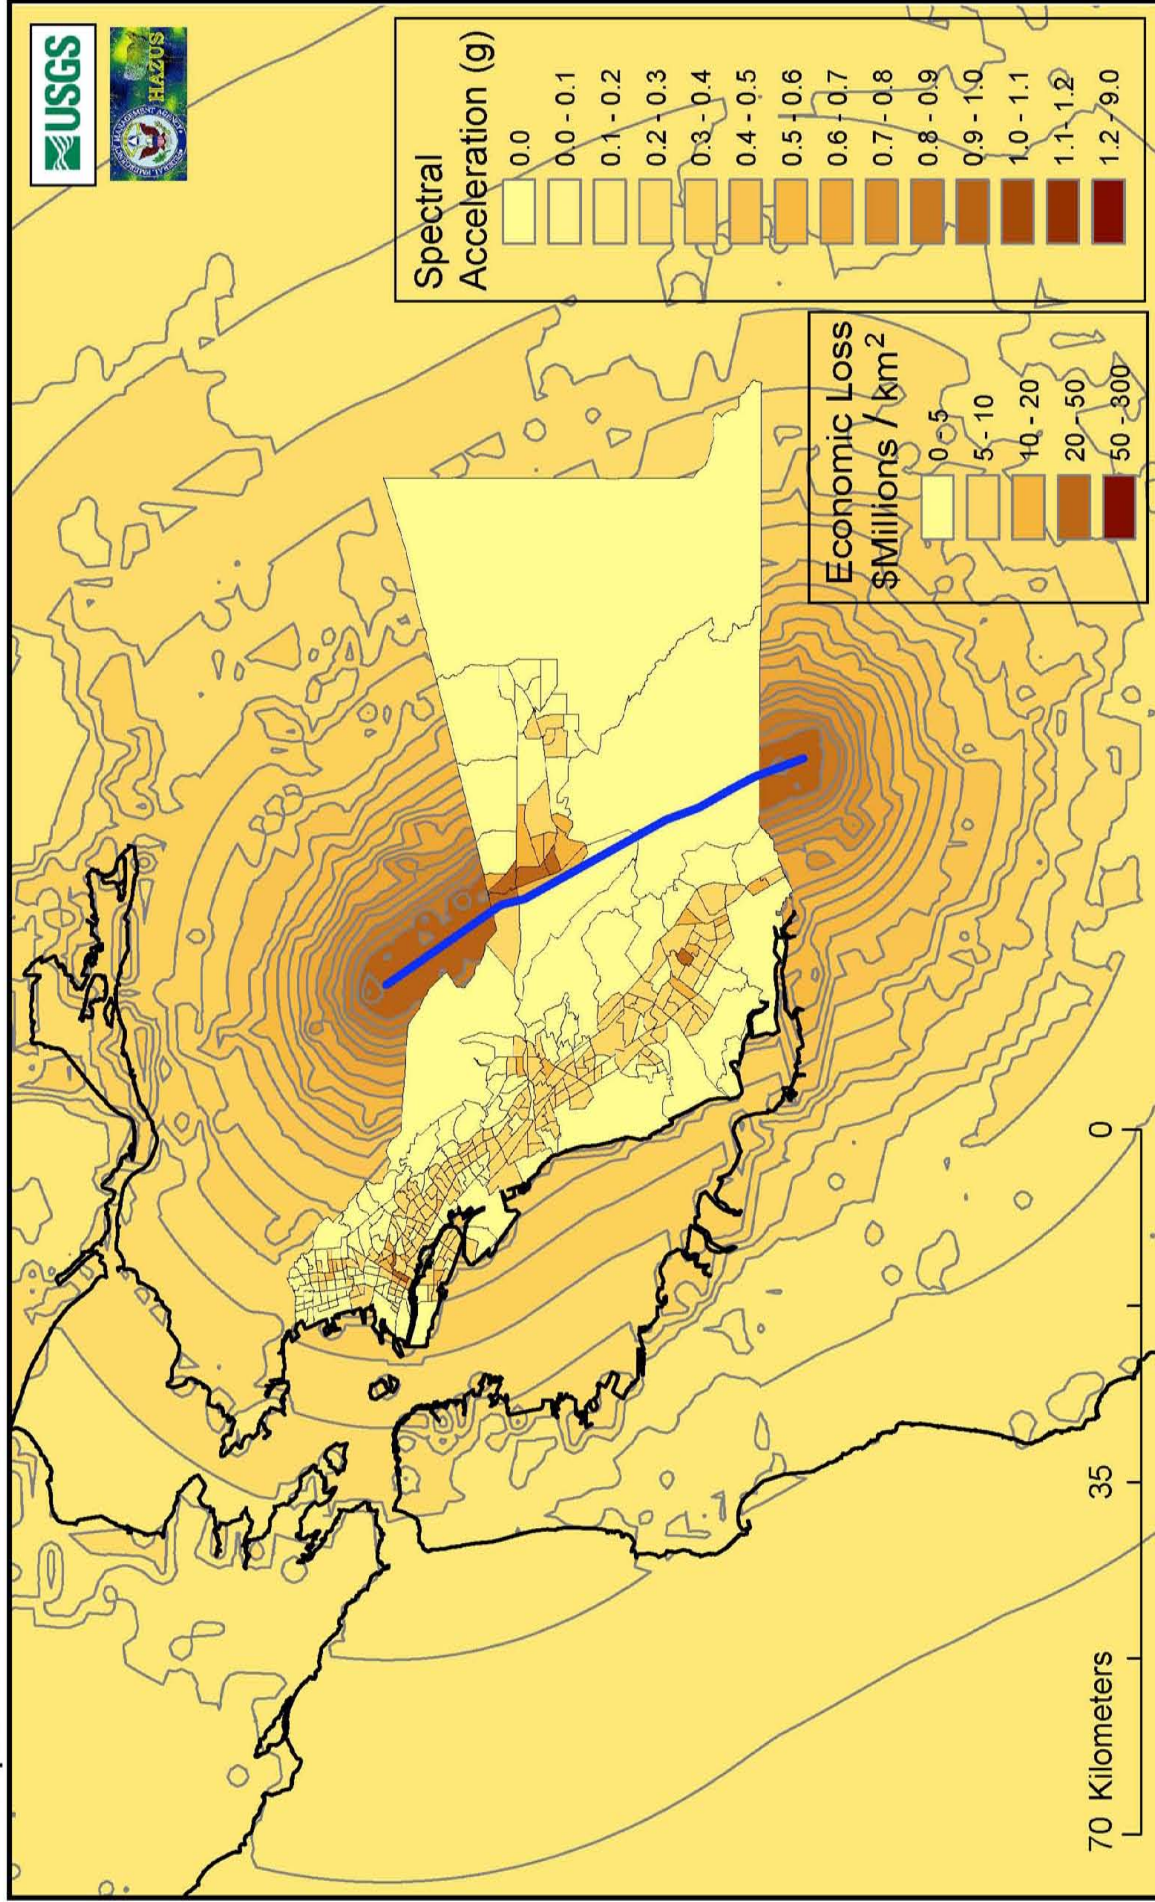 USGS
FEDERAL EMERGENCY MANAGEMENT AGENCY
HAZUS
Spectral
Acceleration (g)
0.0
0.0 - 0.1
0.1 - 0.2
0.2 - 0.3
0.3 - 0.4
0.4 - 0.5
0.5 - 0.6
0.6 - 0.7
0.7 - 0.8
0.8 - 0.9
0.9 - 1.0
1.0 - 1.1
1.1 - 1.2
1.2 - 9.0
Economic Loss
$Millions / km²
0 - 5
5 - 10
10 - 20
20 - 50
50 - 300
70 Kilometers
35
0